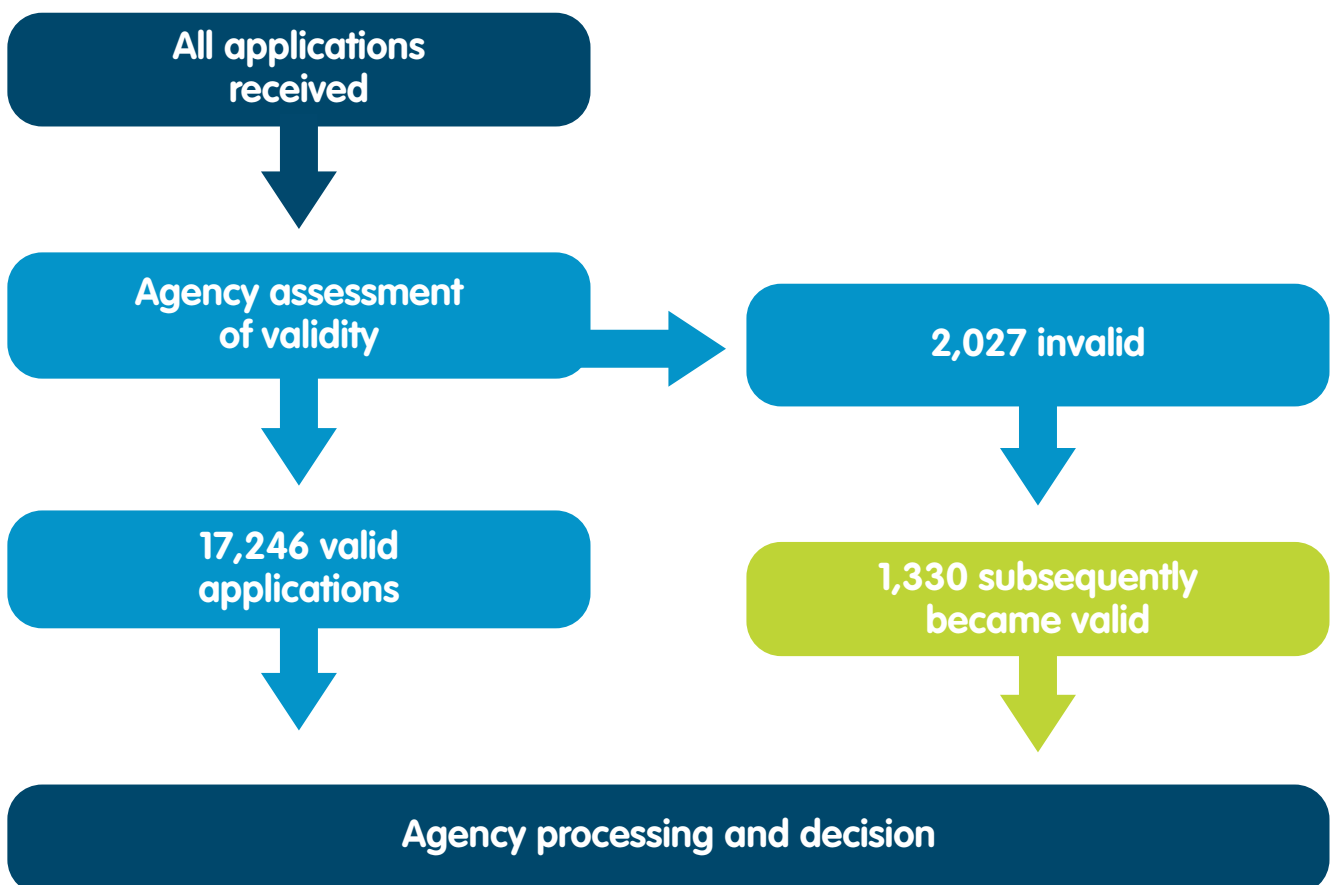 All applications
received
Agency assessment
of validity
2,027 invalid
17,246 valid
applications
1,330 subsequently
became valid
Agency processing and decision